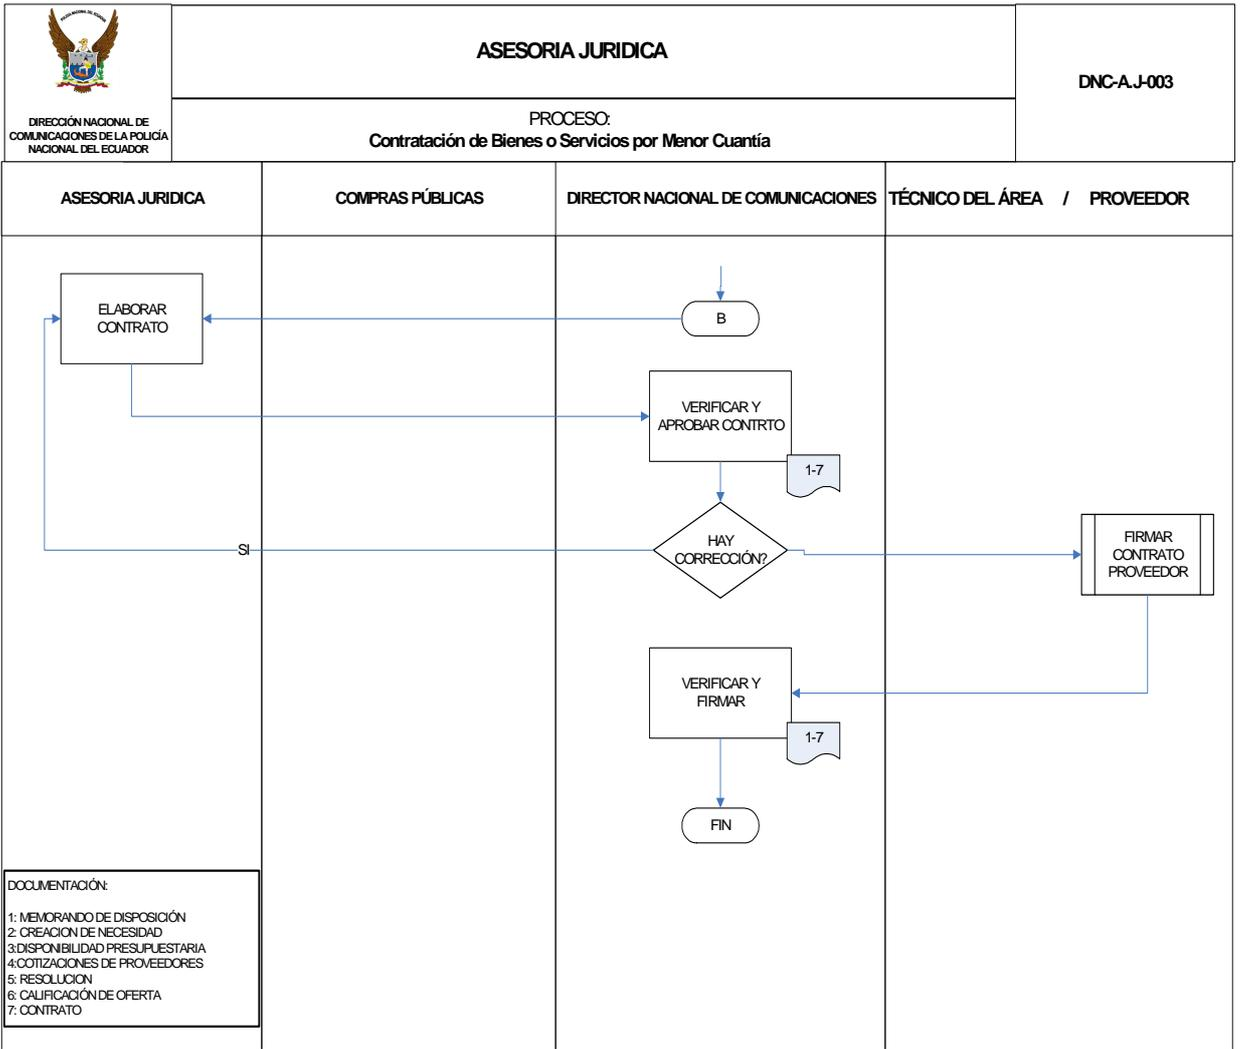 POLICÍA NACIONAL DEL ECUADOR
DIRECCIÓN NACIONAL DE
COMUNICACIONES DE LA POLICÍA
NACIONAL DEL ECUADOR
ASESORIA JURIDICA
PROCESO:
Contratación de Bienes o Servicios por Menor Cuantía
DNC-A.J-003
ASESORIA JURIDICA
COMPRAS PÚBLICAS
DIRECTOR NACIONAL DE COMUNICACIONES
TÉCNICO DEL ÁREA / PROVEEDOR
ELABORAR
CONTRATO
B
VERIFICAR Y
APROBAR CONTRTO
1-7
HAY
CORRECCIÓN?
SI
FIRMAR
CONTRATO
PROVEEDOR
VERIFICAR Y
FIRMAR
1-7
FIN
DOCUMENTACIÓN:
1: MEMORANDO DE DISPOSICIÓN
2: CREACION DE NECESIDAD
3:DISPONIBILIDAD PRESUPUESTARIA
4:COTIZACIONES DE PROVEEDORES
5: RESOLUCION
6: CALIFICACIÓN DE OFERTA
7: CONTRATO